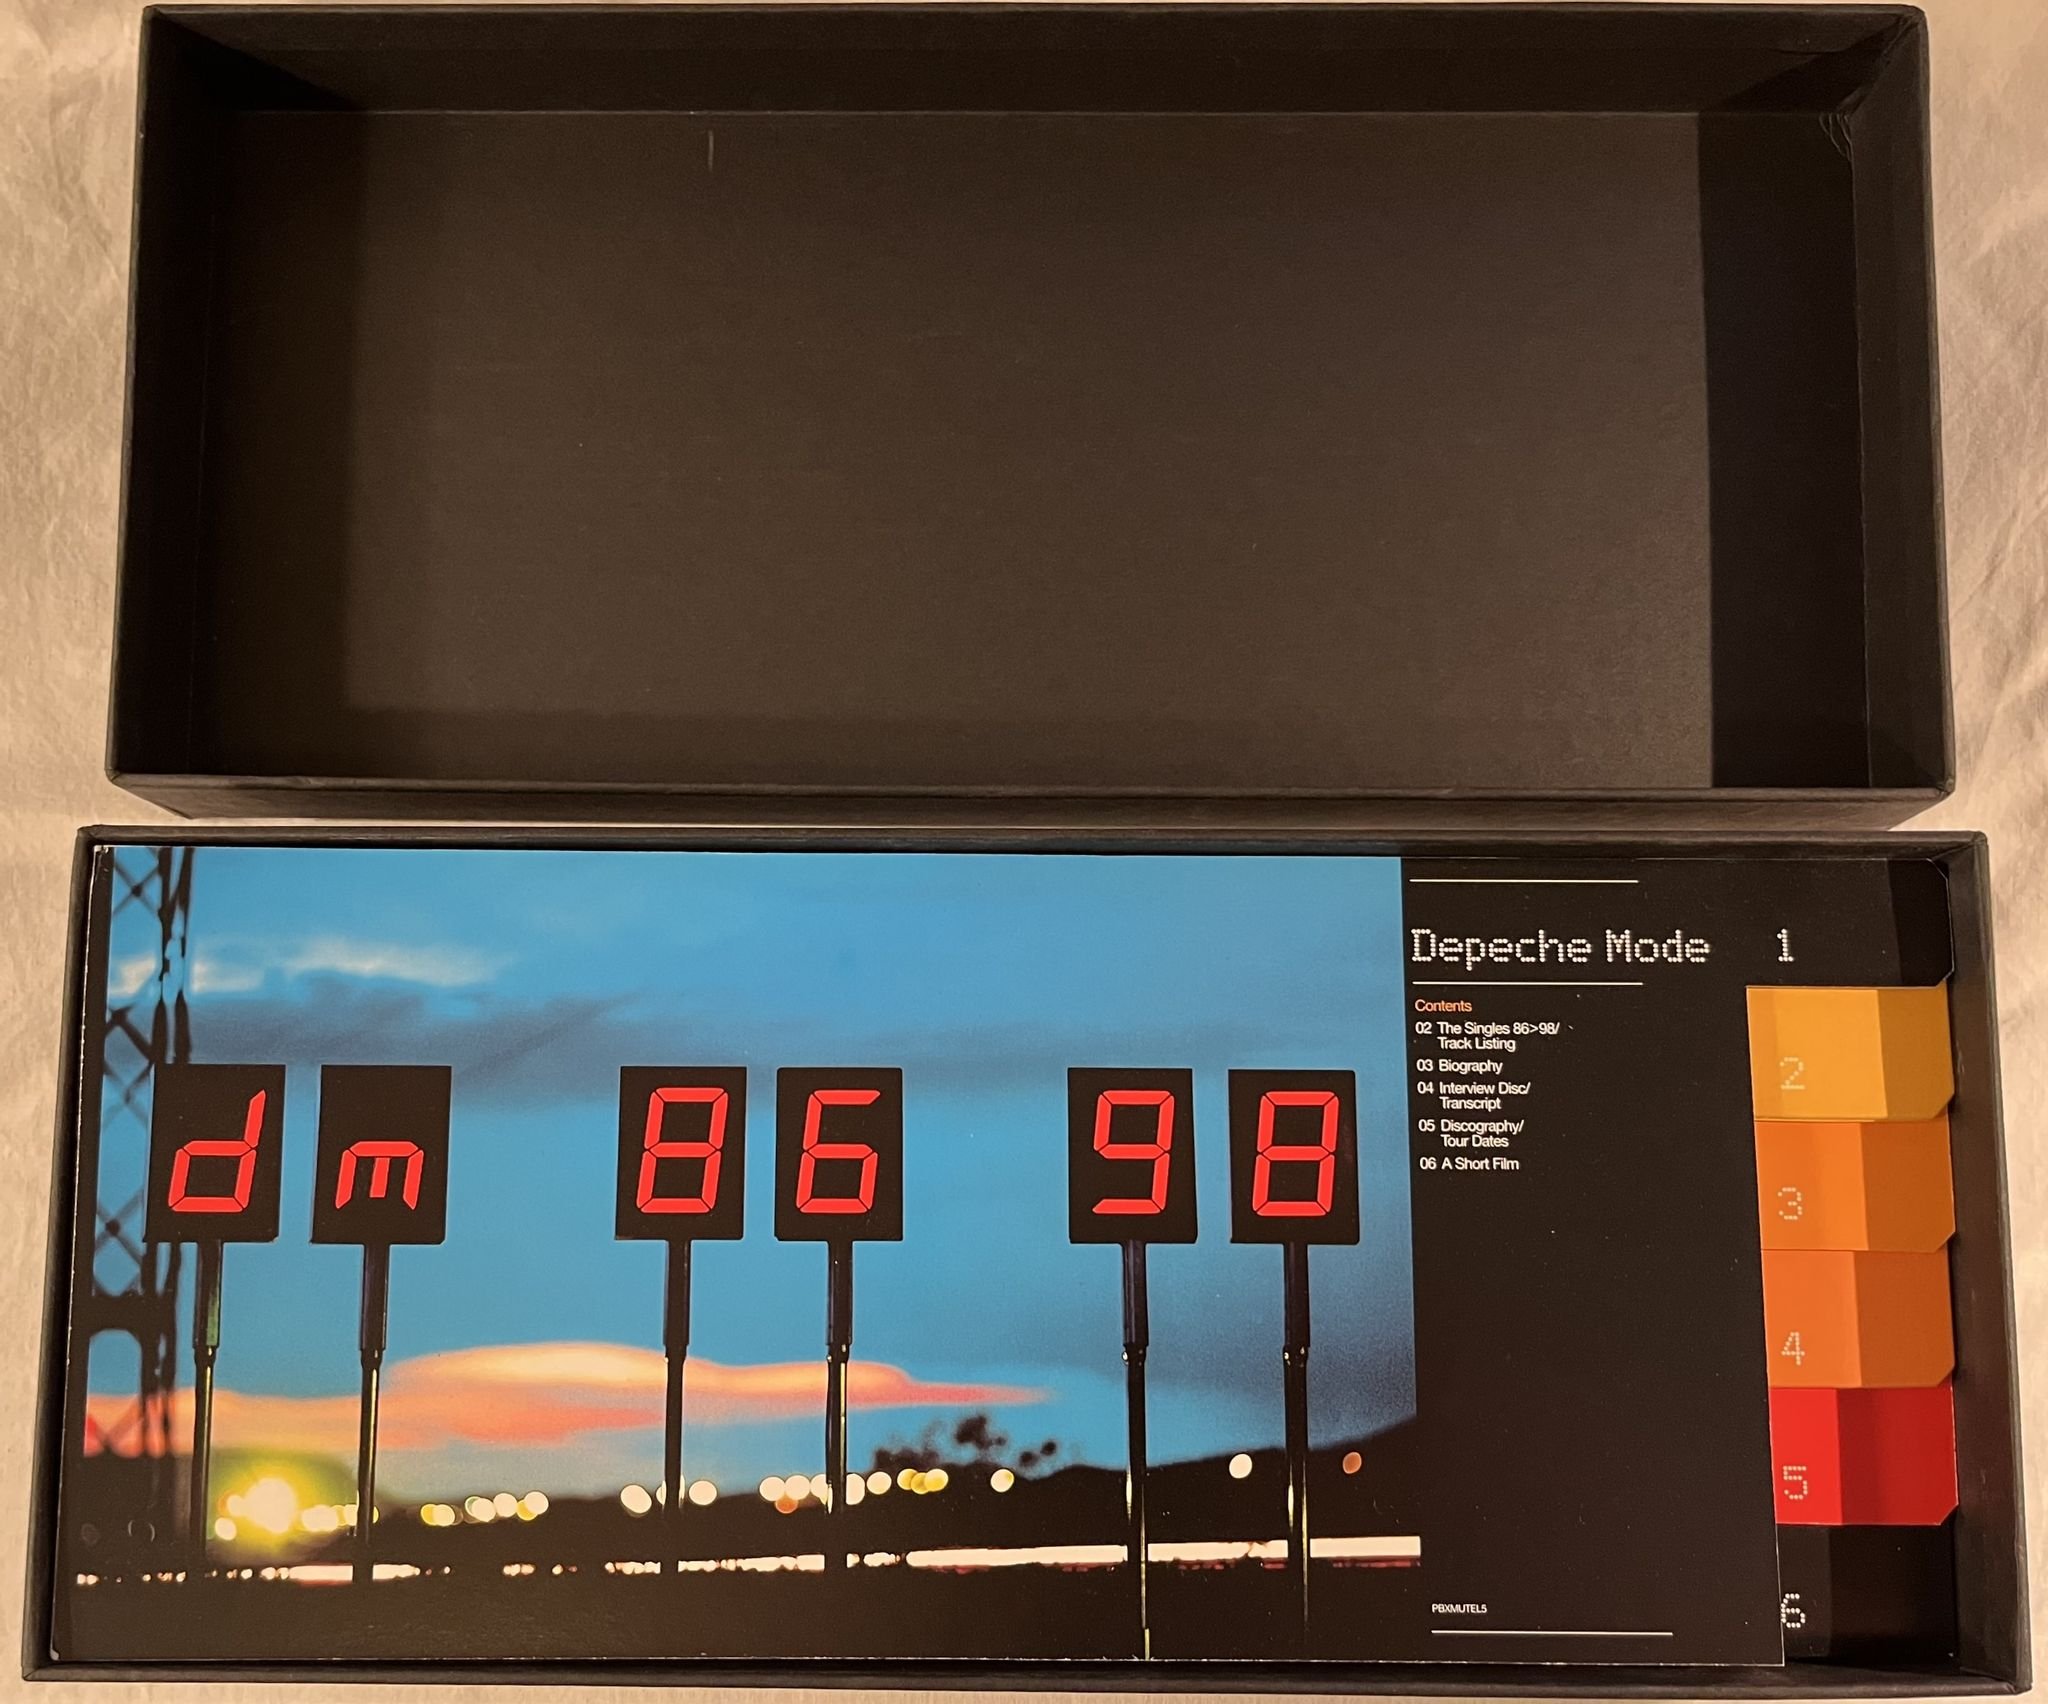 dm 86 98
Depeche Mode 1
Contents
02 The Singles 86>98/
Track Listing
03 Biography
04 Interview Disc/
Transcript
05 Discography/
Tour Dates
06 A Short Film
2
3
4
5
PBXMUTEL5
6